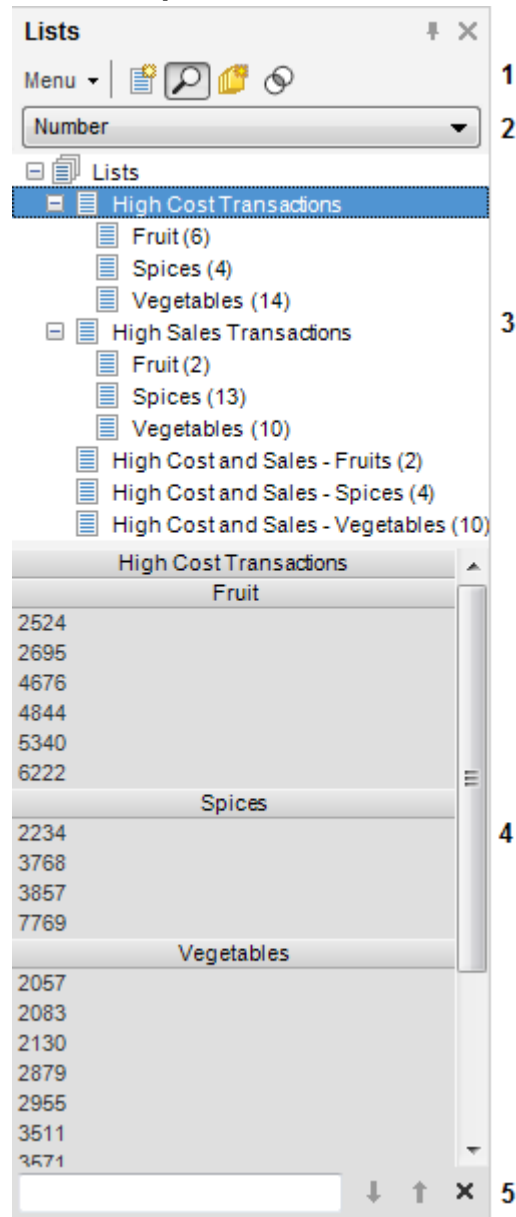 Lists
Menu
1
Number
2
Lists
High Cost Transactions
Fruit (6)
Spices (4)
Vegetables (14)
High Sales Transactions
3
Fruit (2)
Spices (13)
Vegetables (10)
High Cost and Sales - Fruits (2)
High Cost and Sales - Spices (4)
High Cost and Sales - Vegetables (10)
High Cost Transactions
Fruit
2524
2695
4676
4844
5340
6222
Spices
2234
4
3768
3857
7769
Vegetables
2057
2083
2130
2879
2955
3511
3571
5